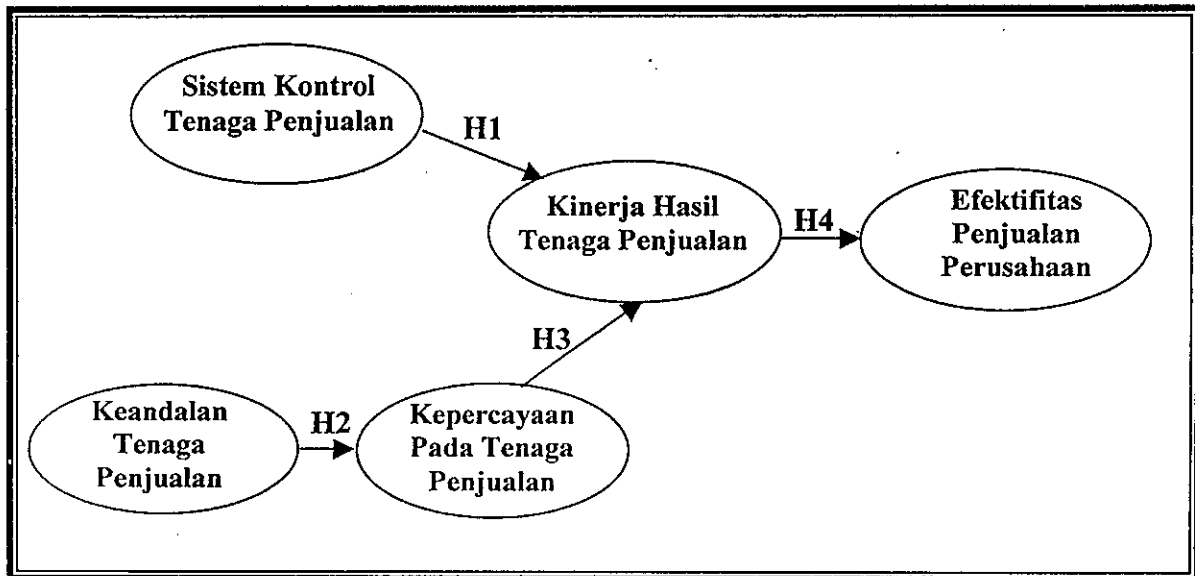 Sistem Kontrol
Tenaga Penjualan
H1
Kinerja Hasil
Tenaga Penjualan
H4
Efektifitas
Penjualan
Perusahaan
H3
Keandalan
Tenaga
Penjualan
H2
Kepercayaan
Pada Tenaga
Penjualan